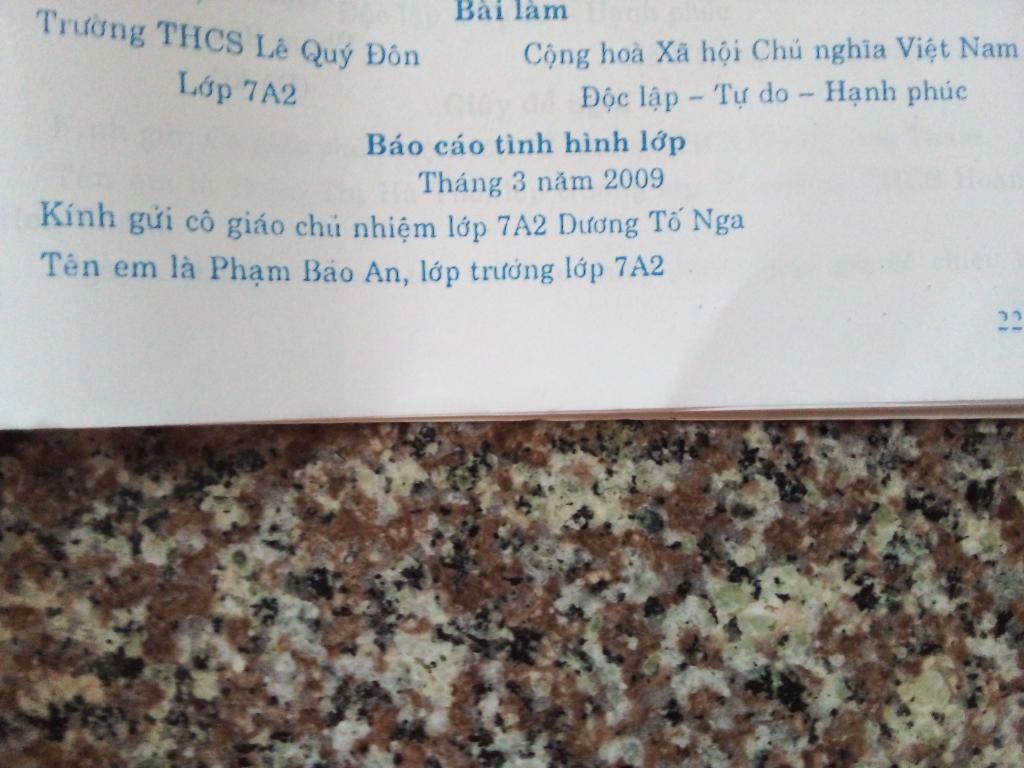 Bài làm
Trường THCS Lê Quý Đôn
Cộng hoà Xã hội Chủ nghĩa Việt Nam
Lớp 7A2
Độc lập – Tự do – Hạnh phúc
Báo cáo tình hình lớp
Tháng 3 năm 2009
Kính gửi cô giáo chủ nhiệm lớp 7A2 Dương Tố Nga
Tên em là Phạm Bảo An, lớp trưởng lớp 7A2